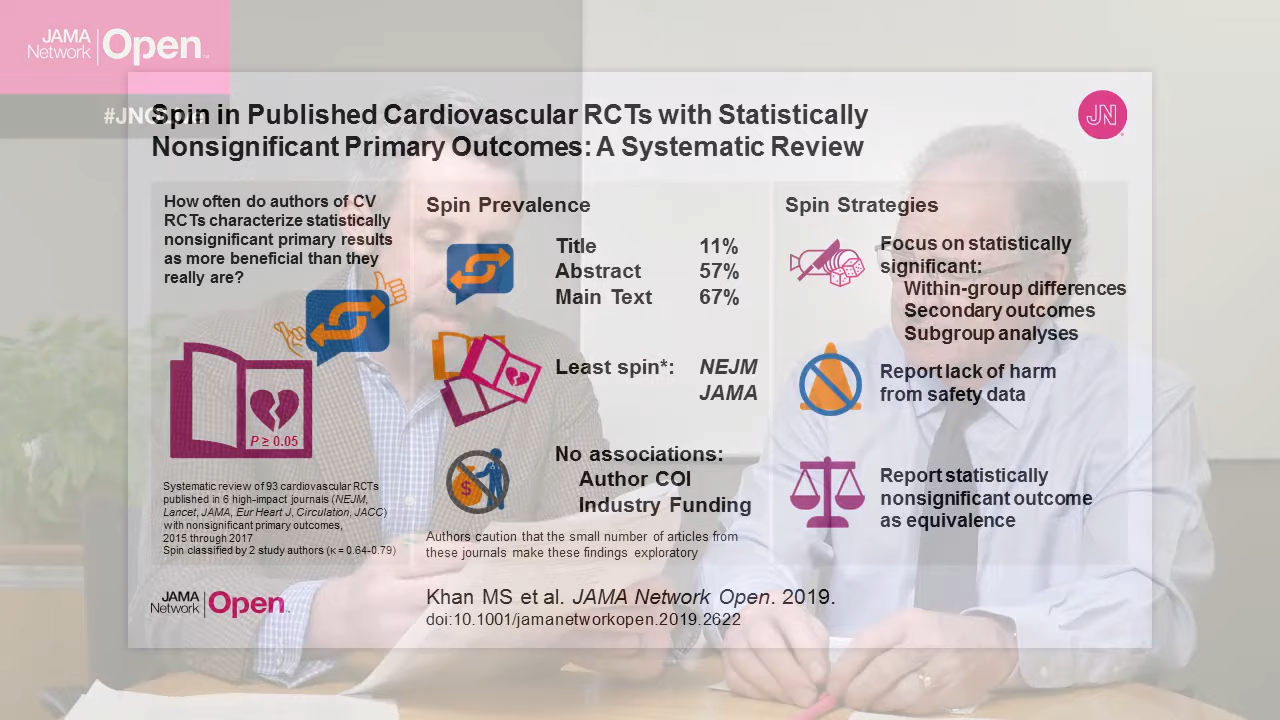 JAMA
Network Open™
#JN
Spin in Published Cardiovascular RCTs with Statistically
Nonsignificant Primary Outcomes: A Systematic Review
JN
How often do authors of CV
RCTs characterize statistically
nonsignificant primary results
as more beneficial than they
really are?
P ≥ 0.05
Systematic review of 93 cardiovascular RCTs
published in 6 high-impact journals (NEJM,
Lancet, JAMA, Eur Heart J, Circulation, JACC)
with nonsignificant primary outcomes,
2015 through 2017
Spin classified by 2 study authors (κ = 0.64-0.79)
Spin Prevalence
Title 11%
Abstract 57%
Main Text 67%
Least spin*: NEJM
JAMA
$
No associations:
Author COI
Industry Funding
Authors caution that the small number of articles from
these journals make these findings exploratory
Spin Strategies
Focus on statistically
significant:
Within-group differences
Secondary outcomes
Subgroup analyses
Report lack of harm
from safety data
Report statistically
nonsignificant outcome
as equivalence
JAMA
Network Open™
Khan MS et al. JAMA Network Open. 2019.
doi:10.1001/jamanetworkopen.2019.2622